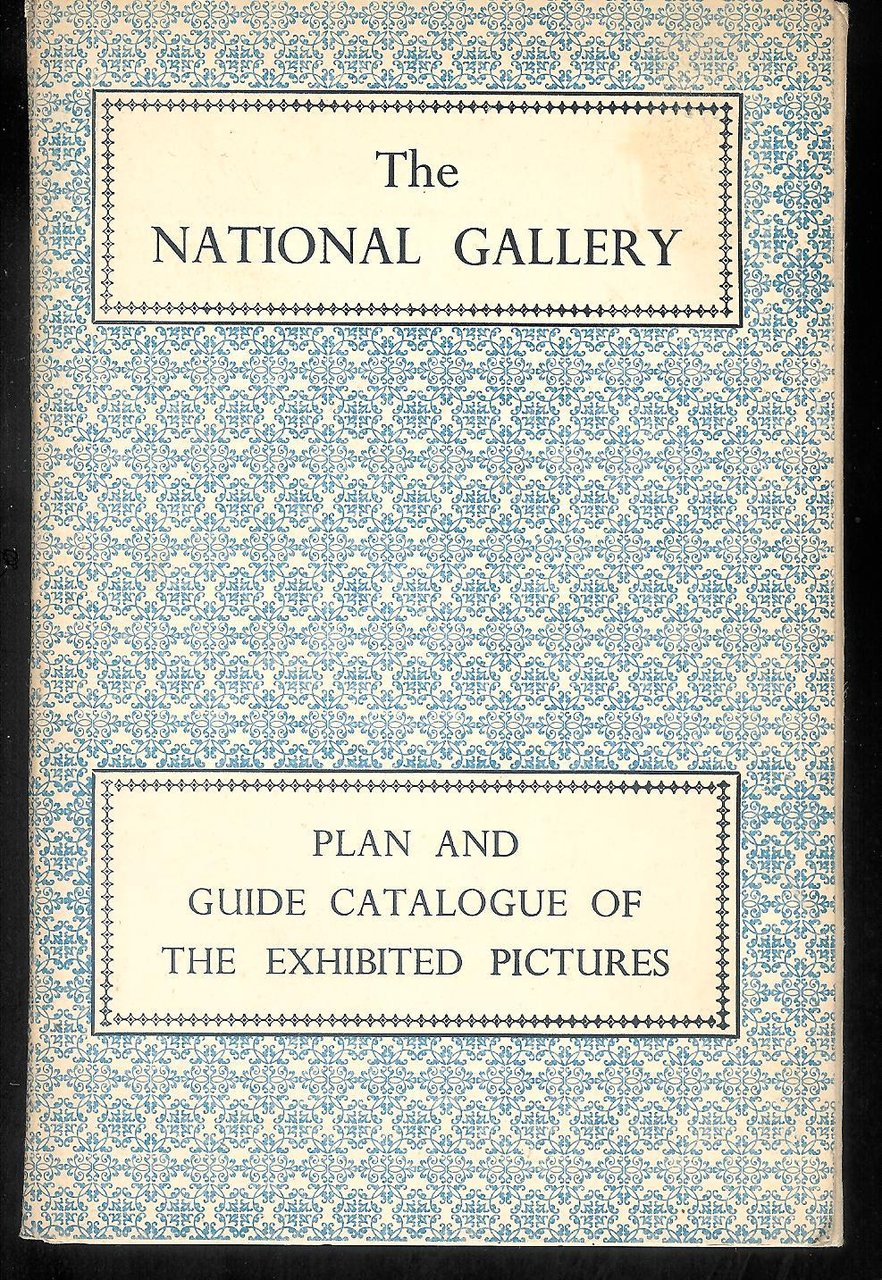 The
NATIONAL GALLERY
PLAN AND
GUIDE CATALOGUE OF
THE EXHIBITED PICTURES